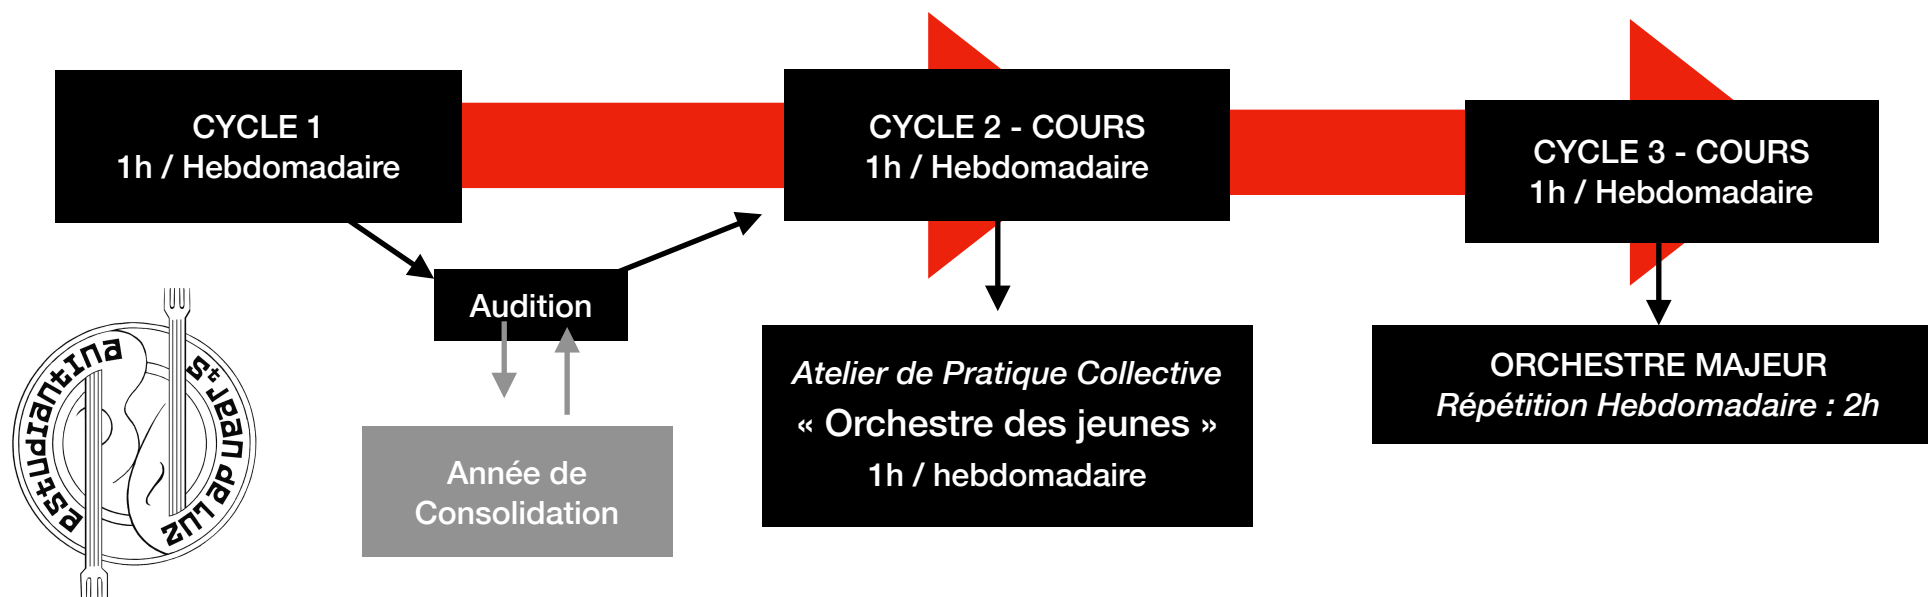 CYCLE 1
1h / Hebdomadaire
CYCLE 2 - COURS
1h / Hebdomadaire
CYCLE 3 - COURS
1h / Hebdomadaire
Audition
Année de
Consolidation
Atelier de Pratique Collective
« Orchestre des jeunes »
1h / hebdomadaire
ORCHESTRE MAJEUR
Répétition Hebdomadaire : 2h
estudiantina
st jean de luz